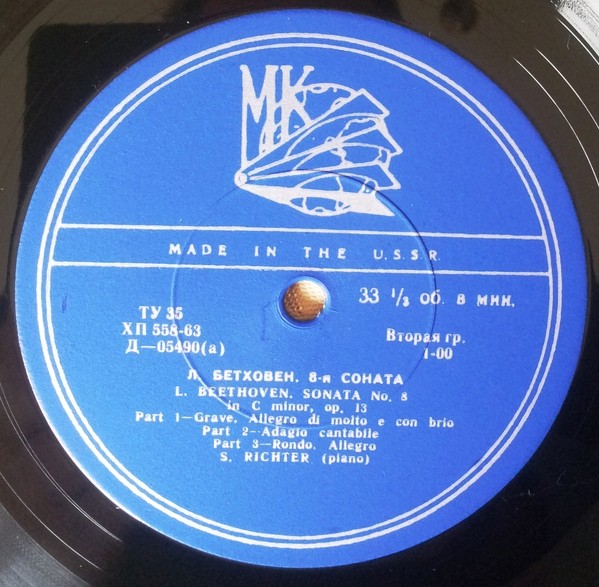 МК
MADE IN THE U.S.S.R.
33 ⅓ об. в мин.
ТУ 35
ХП 558-63
Д—05490(а)
Вторая гр.
1-00
Л. БЕТХОВЕН. 8-я СОНАТА
L. BEETHOVEN. SONATA No. 8
in C minor, op. 13
Part 1—Grave. Allegro di molto e con brio
Part 2—Adagio cantabile
Part 3—Rondo. Allegro
S. RICHTER (piano)